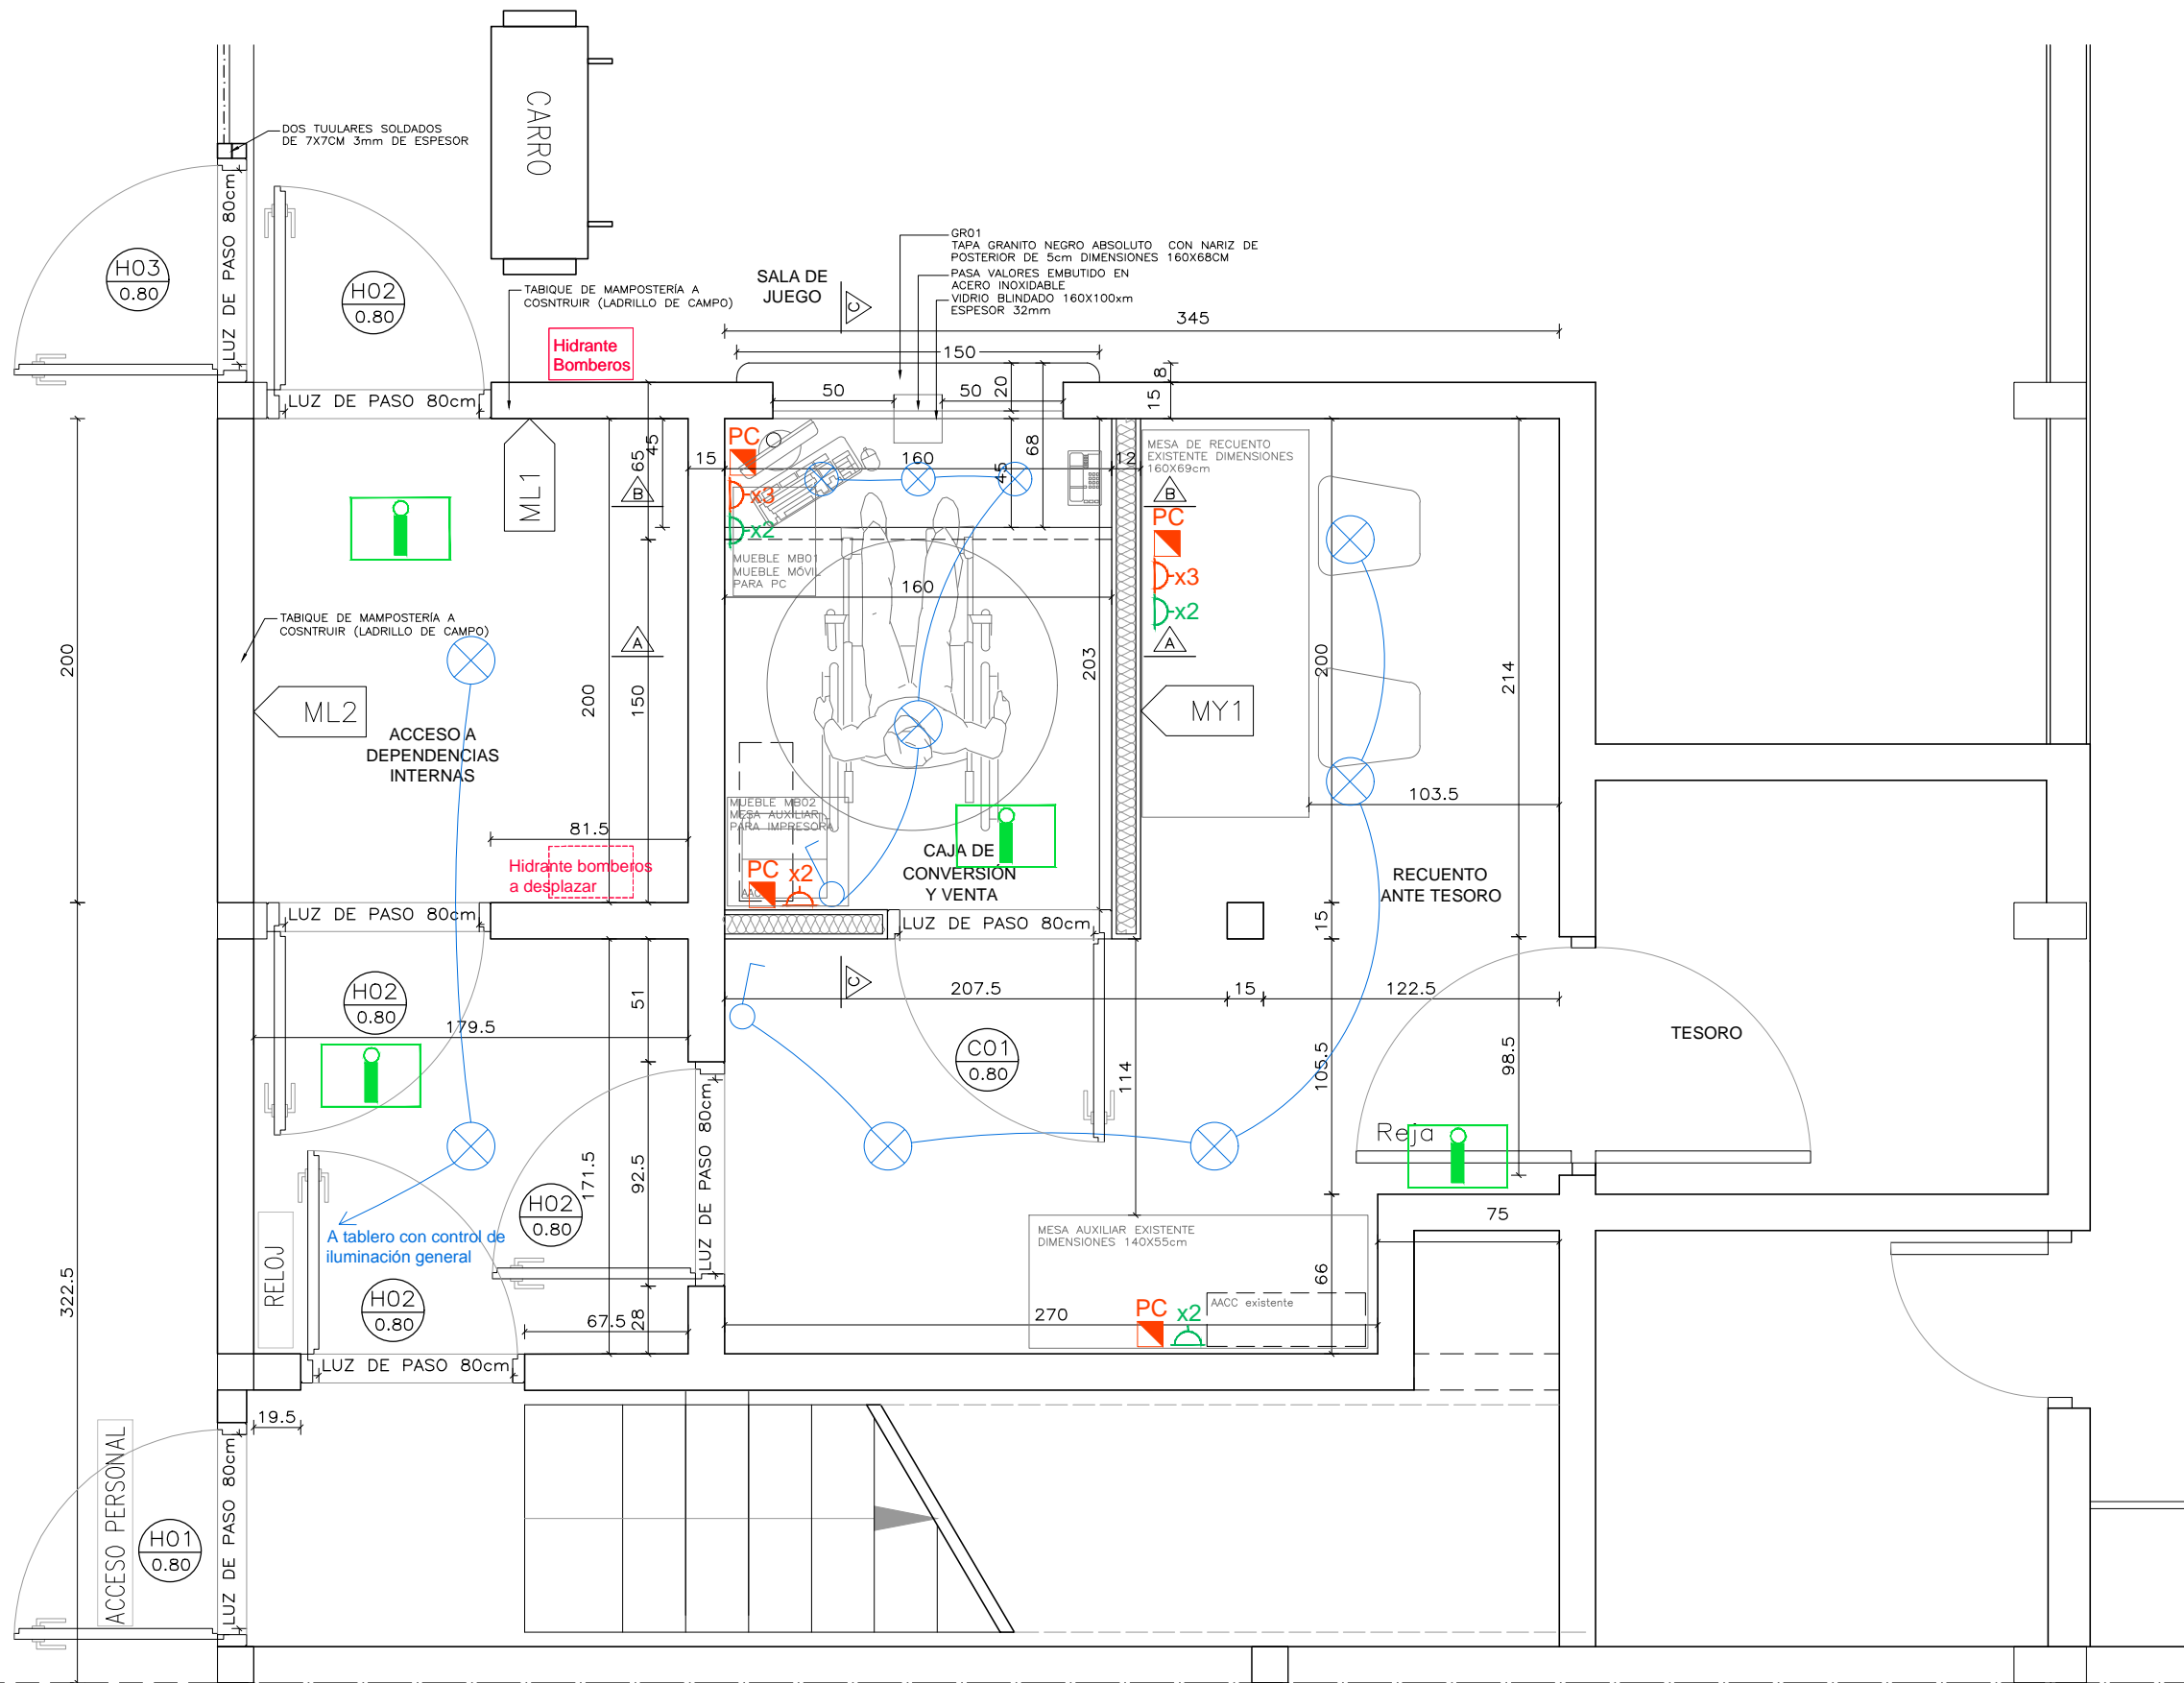 CARRO
DOS TUULARES SOLDADOS
DE 7X7CM 3mm DE ESPESOR
LUZ DE PASO 80cm
H03
0.80
H02
0.80
GR01
TAPA GRANITO NEGRO ABSOLUTO CON NARIZ DE
POSTERIOR DE 5cm DIMENSIONES 160X68CM
PASA VALORES EMBUTIDO EN
ACERO INOXIDABLE
VIDRIO BLINDADO 160X100xm
ESPESOR 32mm
SALA DE
JUEGO
C
TABIQUE DE MAMPOSTERÍA A
COSNTRUIR (LADRILLO DE CAMPO)
Hidrante
Bomberos
345
150
50
50
20
8
15
LUZ DE PASO 80cm
ML1
45
65
B
15
PC
x3
x2
160
45
68
12
MESA DE RECUENTO
EXISTENTE DIMENSIONES
160X69cm
B
PC
x3
x2
A
MUEBLE MB01
MUEBLE MÓVIL
PARA PC
160
TABIQUE DE MAMPOSTERÍA A
COSNTRUIR (LADRILLO DE CAMPO)
A
200
200
150
203
200
214
ML2
MY1
ACCESO A
DEPENDENCIAS
INTERNAS
MUEBLE MB02
MESA AUXILIAR
PARA IMPRESORA
103.5
81.5
Hidrante bomberos
a desplazar
PC
x2
CAJA DE
CONVERSIÓN
Y VENTA
RECUENTO
ANTE TESORO
LUZ DE PASO 80cm
LUZ DE PASO 80cm
15
H02
0.80
51
C
207.5
15
122.5
179.5
C01
0.80
TESORO
114
105.5
98.5
Reja
171.5
92.5
LUZ DE PASO 80cm
H02
0.80
MESA AUXILIAR EXISTENTE
DIMENSIONES 140X55cm
75
A tablero con control de
iluminación general
RELOJ
322.5
H02
0.80
67.5
28
270
PC
x2
AACC existente
66
LUZ DE PASO 80cm
19.5
ACCESO PERSONAL
H01
0.80
LUZ DE PASO 80cm